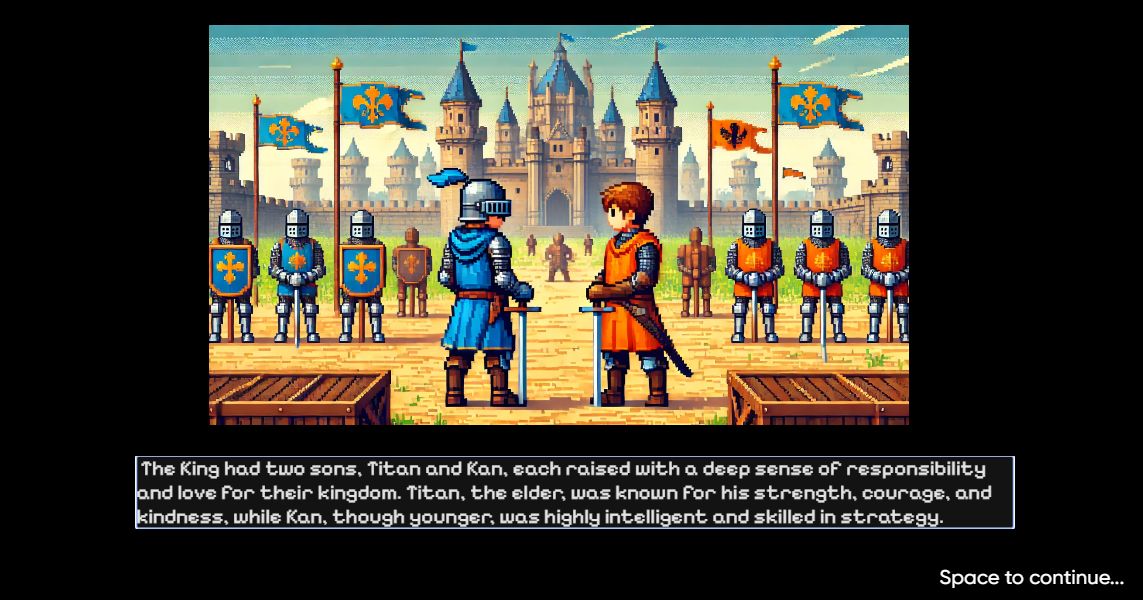 The King had two sons, Titan and Kan, each raised with a deep sense of responsibility
and love for their kingdom. Titan, the elder, was known for his strength, courage, and
kindness, while Kan, though younger, was highly intelligent and skilled in strategy.
Space to continue...